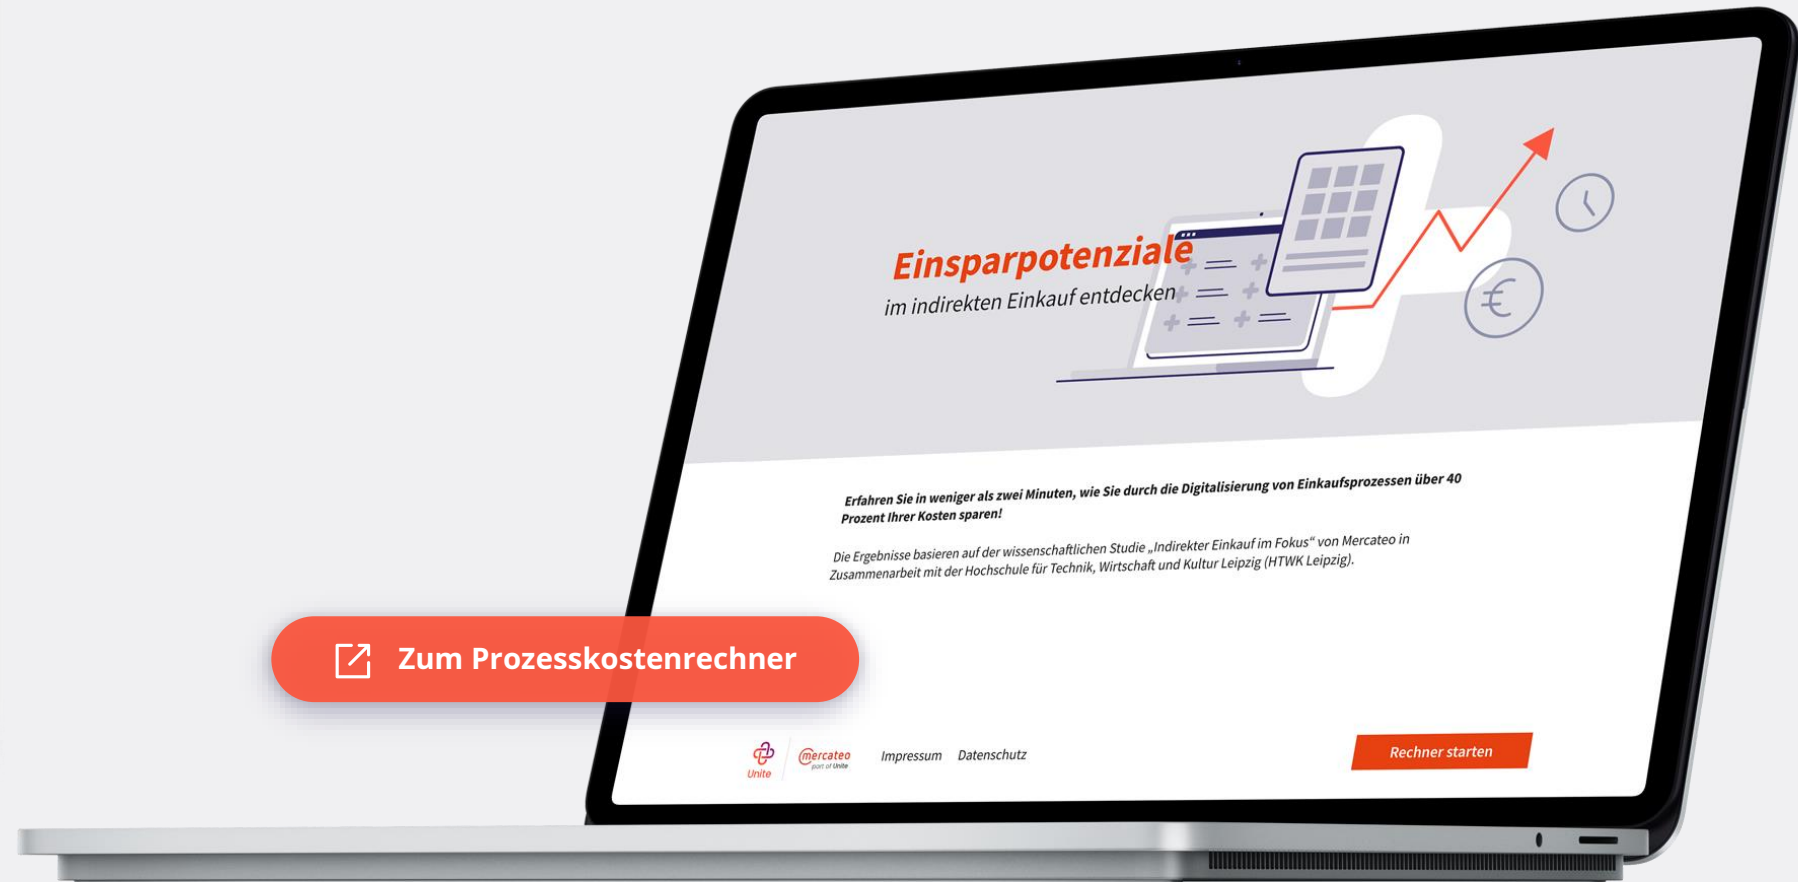 Einsparpotenziale
im indirekten Einkauf entdecken
Erfahren Sie in weniger als zwei Minuten, wie Sie durch die Digitalisierung von Einkaufsprozessen über 40
Prozent Ihrer Kosten sparen!
Die Ergebnisse basieren auf der wissenschaftlichen Studie „Indirekter Einkauf im Fokus“ von Mercateo in
Zusammenarbeit mit der Hochschule für Technik, Wirtschaft und Kultur Leipzig (HTWK Leipzig).
Zum Prozesskostenrechner
Unite
mercateo
part of Unite
Impressum Datenschutz
Rechner starten